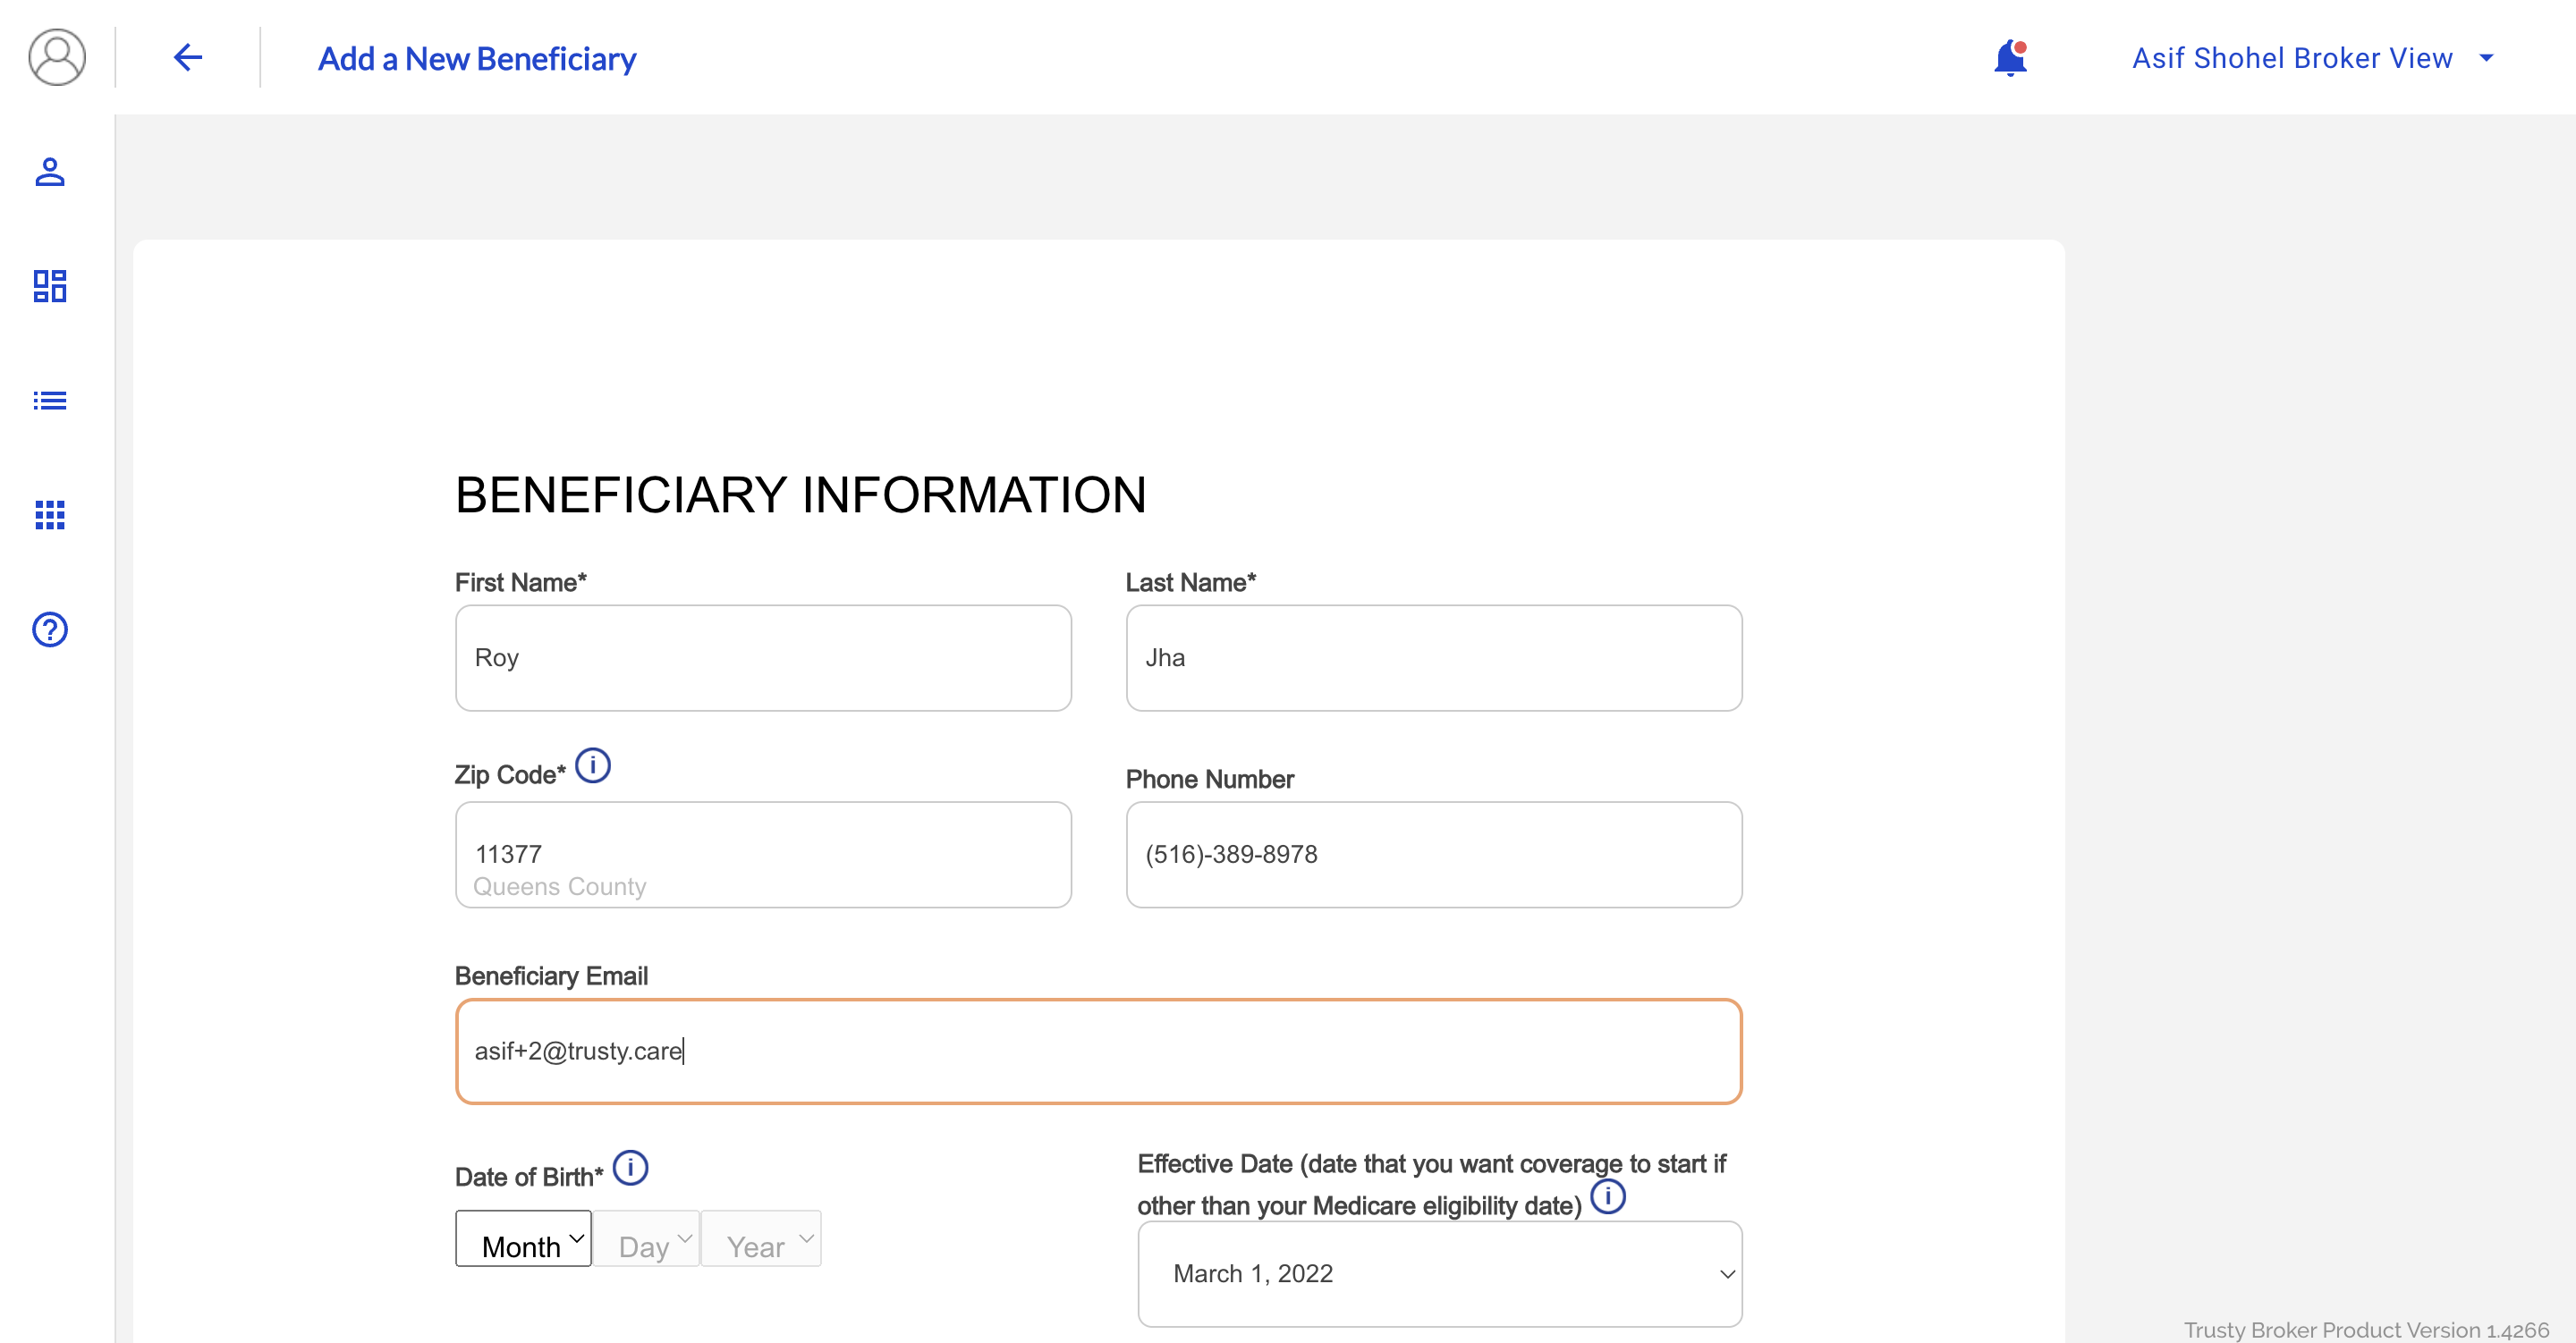 Add a New Beneficiary
Asif Shohel Broker View
BENEFICIARY INFORMATION
First Name*
Last Name*
Roy
Jha
Zip Code*
Phone Number
11377
Queens County
(516)-389-8978
Beneficiary Email
asif+2@trusty.care
Date of Birth*
Effective Date (date that you want coverage to start if
other than your Medicare eligibility date)
Month
Day
Year
March 1, 2022
Trusty Broker Product Version 1.4266